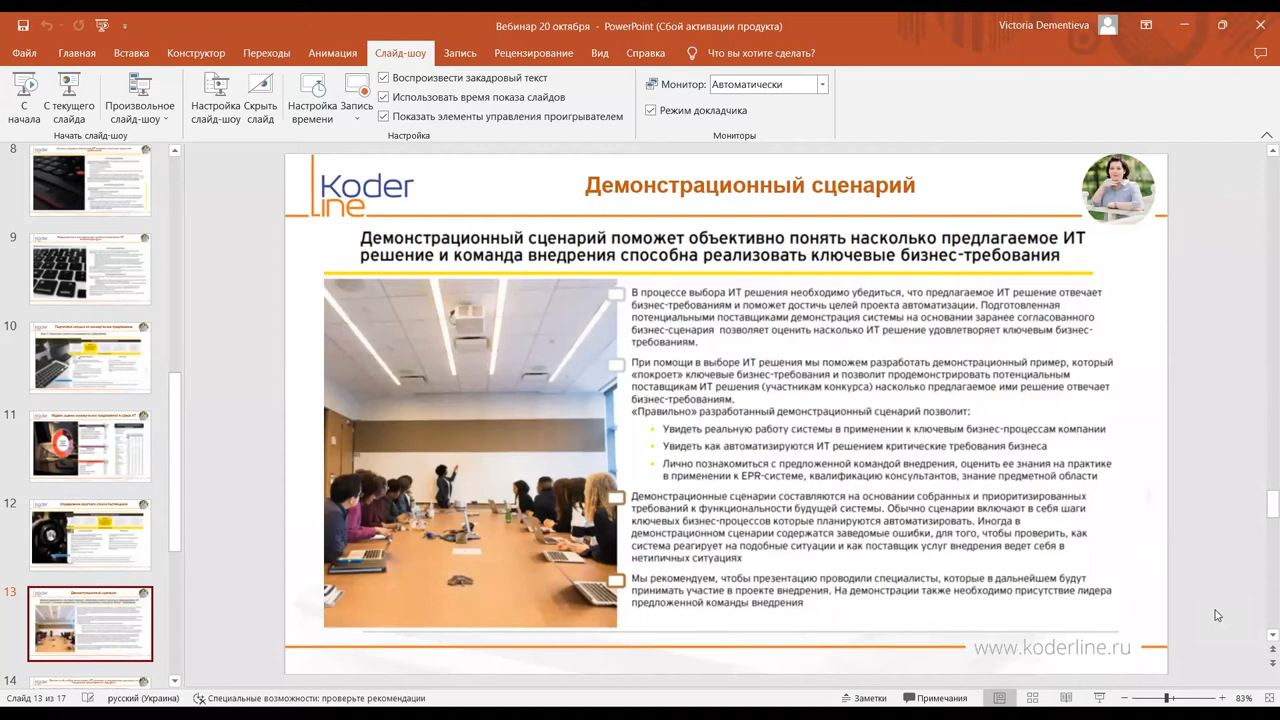 Вебинар 20 октября - PowerPoint (Сбой активации продукта)
Victoria Dementieva
Файл Главная Вставка Конструктор Переходы Анимация Слайд-шоу Запись Рецензирование Вид Справка Что вы хотите сделать?
С начала
С текущего слайда
Произвольное слайд-шоу
Начать слайд-шоу
Настройка слайд-шоу
Скрыть слайд
Настройка времени
Запись
Воспроизвести закадровый текст
Использовать время показа слайдов
Показать элементы управления проигрывателем
Настройка
Монитор: Автоматически
Режим докладчика
Мониторы
8
9
10
11
12
13
14
Koder
line
Демонстрационный сценарий
Демонстрационный сценарий поможет объективно понять насколько предлагаемое ИТ
решение и команда внедрения способна реализовать ключевые бизнес-требования
В процессе выбора ИТ решения необходимо убедиться, что предлагаемое ИТ решение отвечает
бизнес-требованиям и поможет достичь целей проекта автоматизации. Подготовленная
потенциальными поставщиками демонстрация системы на основании заранее согласованного
бизнес-сценария позволяет оценить насколько ИТ решение удовлетворяет ключевым бизнес-
требованиям.
При помощи в выборе ИТ решения мы поможем разработать демонстрационный пример, который
«покроет» ключевые бизнес-требования и позволит продемонстрировать потенциальным
поставщикам ИТ решения (участникам конкурса) насколько предлагаемое ими решение отвечает
бизнес-требованиям.
«Правильно» разработанный демонстрационный сценарий позволит:
Увидеть реальную работу системы в применении к ключевым бизнес-процессам компании
Увидеть как автоматизируются ИТ решением критические требования бизнеса
Лично познакомиться с предложенной командой внедрения, оценить ее знания на практике
в применении к EPR-системе, квалификацию консультантов, знание предметной области
Демонстрационные сценарии составляются на основании собранных и приоритизированных
требований к функциональности будущей системы. Обычно сценарии включают в себя шаги
ключевых бизнес-процессов которые планируются автоматизировать. Иногда в
демонстрационном сценарии содержатся заведомые ошибки, для того, чтобы проверить, как
система реагирует на подобные ситуации и как поставщик услуг внедрения ведет себя в
нетипичных ситуациях
Мы рекомендуем, чтобы презентацию проводили специалисты, которые в дальнейшем будут
принимать участие в проекте внедрения. На демонстрации также необходимо присутствие лидера
предложенной команды внедрения
www.koderline.ru
Слайд 13 из 17 русский (Украина) Специальные возможности: проверьте рекомендации Заметки Примечания 83%